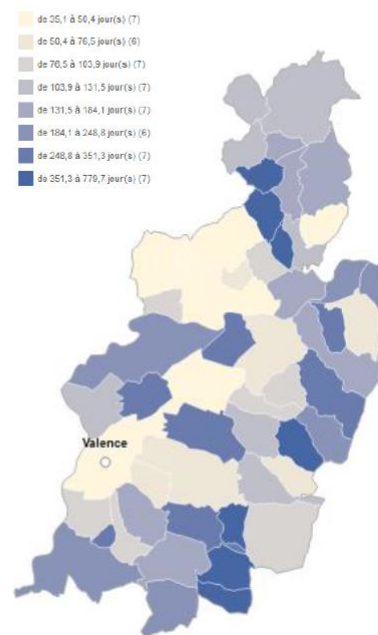 de 35,1 à 50,4 jour(s) (7)
de 50,4 à 76,5 jour(s) (6)
de 76,5 à 103,9 jour(s) (7)
de 103,9 à 131,5 jour(s) (7)
de 131,5 à 184,1 jour(s) (7)
de 184,1 à 248,8 jour(s) (6)
de 248,8 à 351,3 jour(s) (7)
de 351,3 à 779,7 jour(s) (7)
Valence